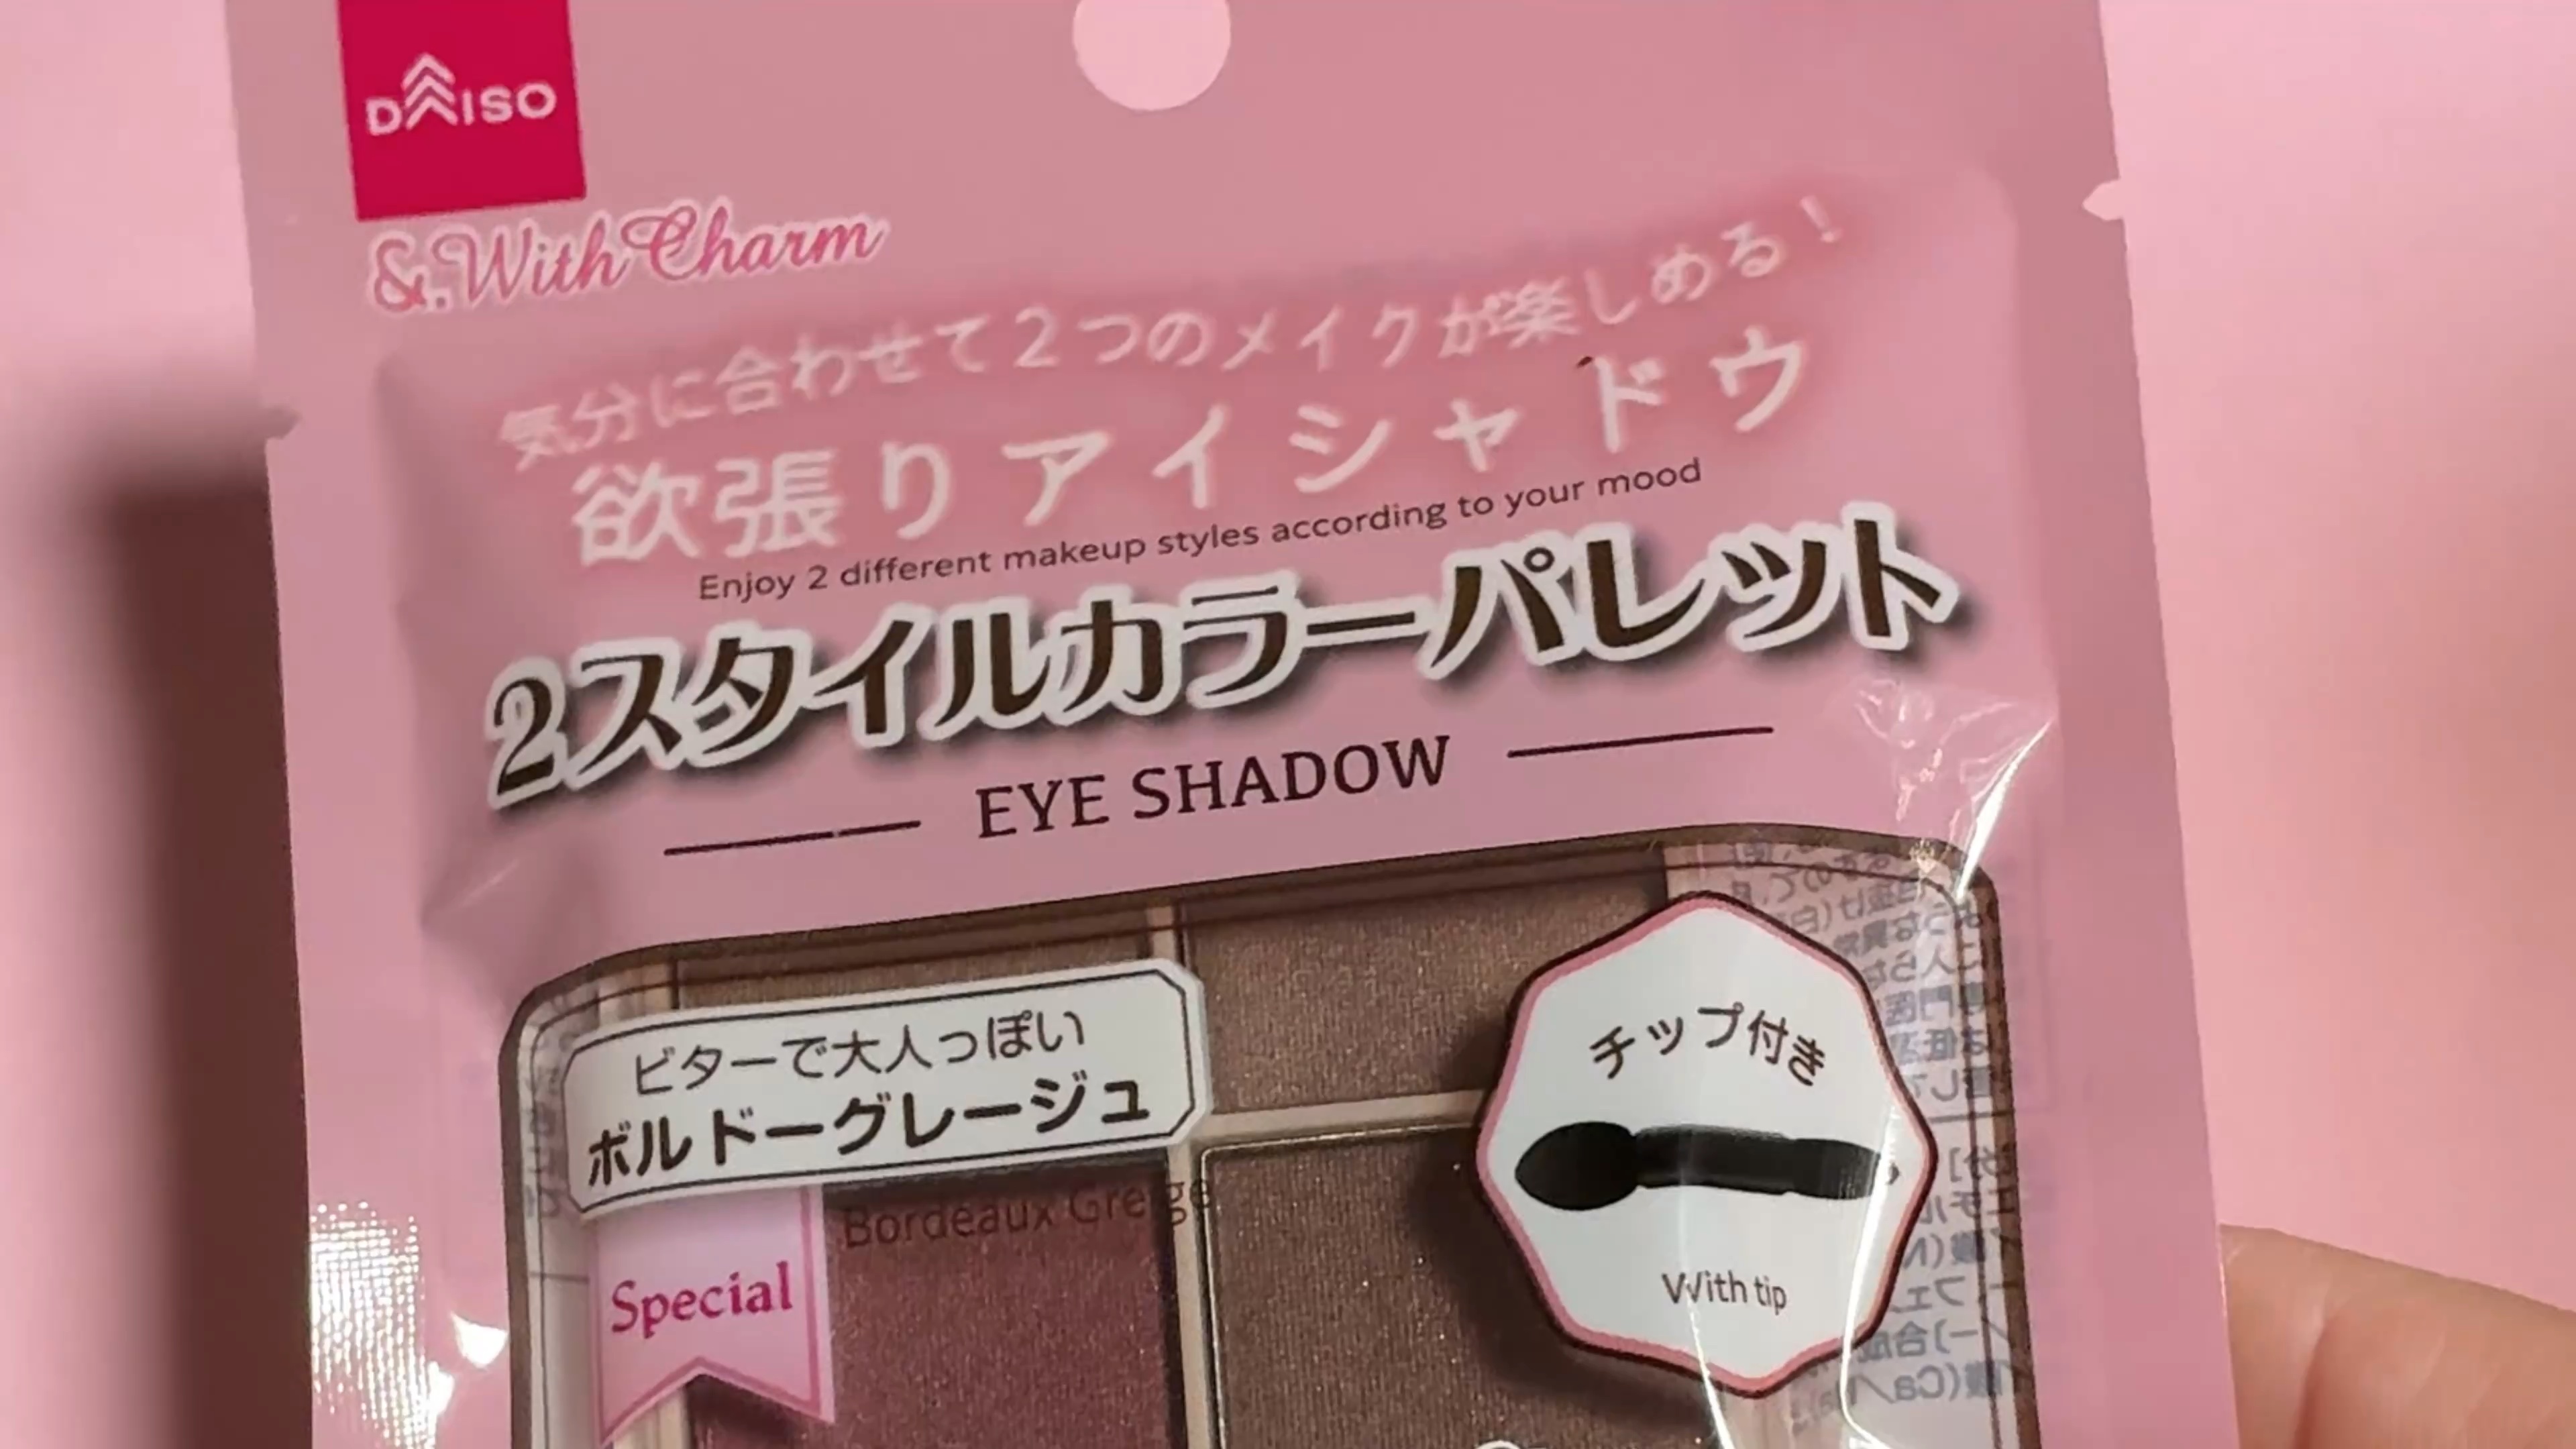 DAISO
&.With Charm
気分に合わせて2つのメイクが楽しめる!
欲張りアイシャドウ
Enjoy 2 different makeup styles according to your mood
2スタイルカラーパレット
EYE SHADOW
ビターで大人っぽい
ボルドーグレージュ
Bordeaux Greige
Special
チップ付き
With tip